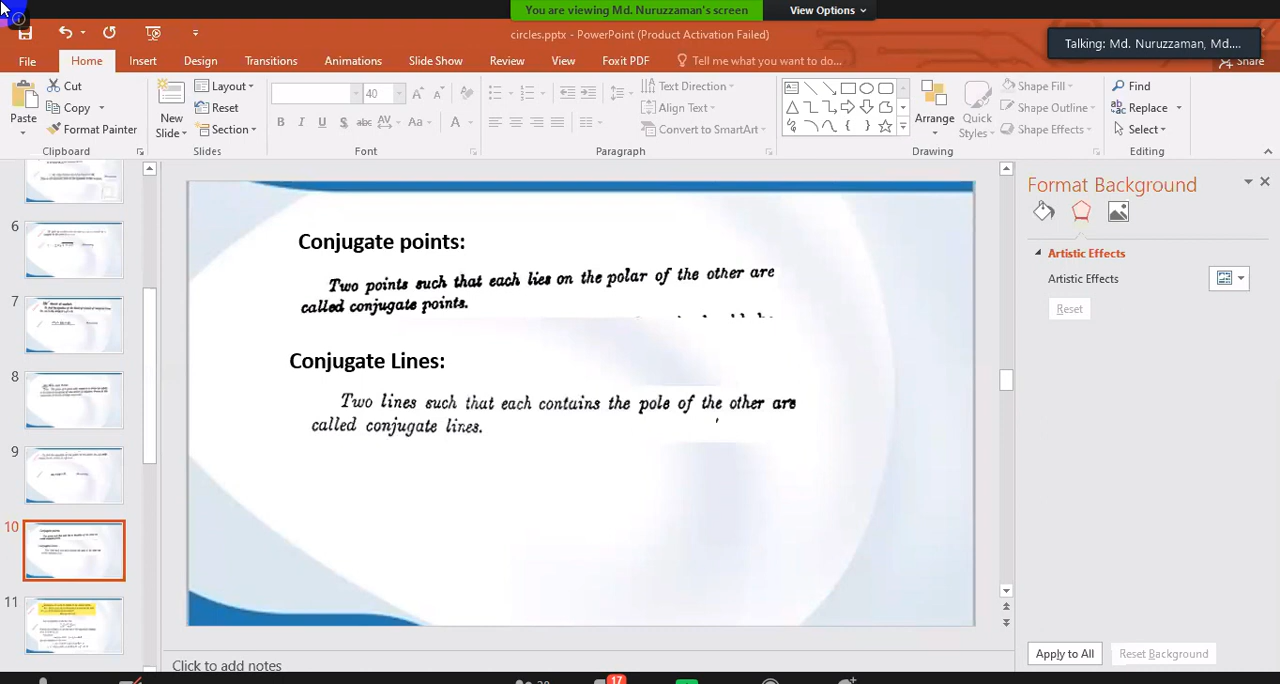 You are viewing Md. Nuruzzaman's screen
View Options
circles.pptx - PowerPoint (Product Activation Failed)
Talking: Md. Nuruzzaman, Md....
File
Home
Insert
Design
Transitions
Animations
Slide Show
Review
View
Foxit PDF
Tell me what you want to do...
Share
Paste
Cut
Copy
Format Painter
Clipboard
New
Slide
Layout
Reset
Section
Slides
40
B I U S abc AV Aa A
Font
Text Direction
Align Text
Convert to SmartArt
Paragraph
Arrange
Quick
Styles
Shape Fill
Shape Outline
Shape Effects
Drawing
Find
Replace
Select
Editing
6
7
8
9
10
11
Conjugate points:
Two points such that each lies on the polar of the other are
called conjugate points.
Conjugate Lines:
Two lines such that each contains the pole of the other are
called conjugate lines.
Format Background
Artistic Effects
Artistic Effects
Reset
Apply to All
Reset Background
Click to add notes
17